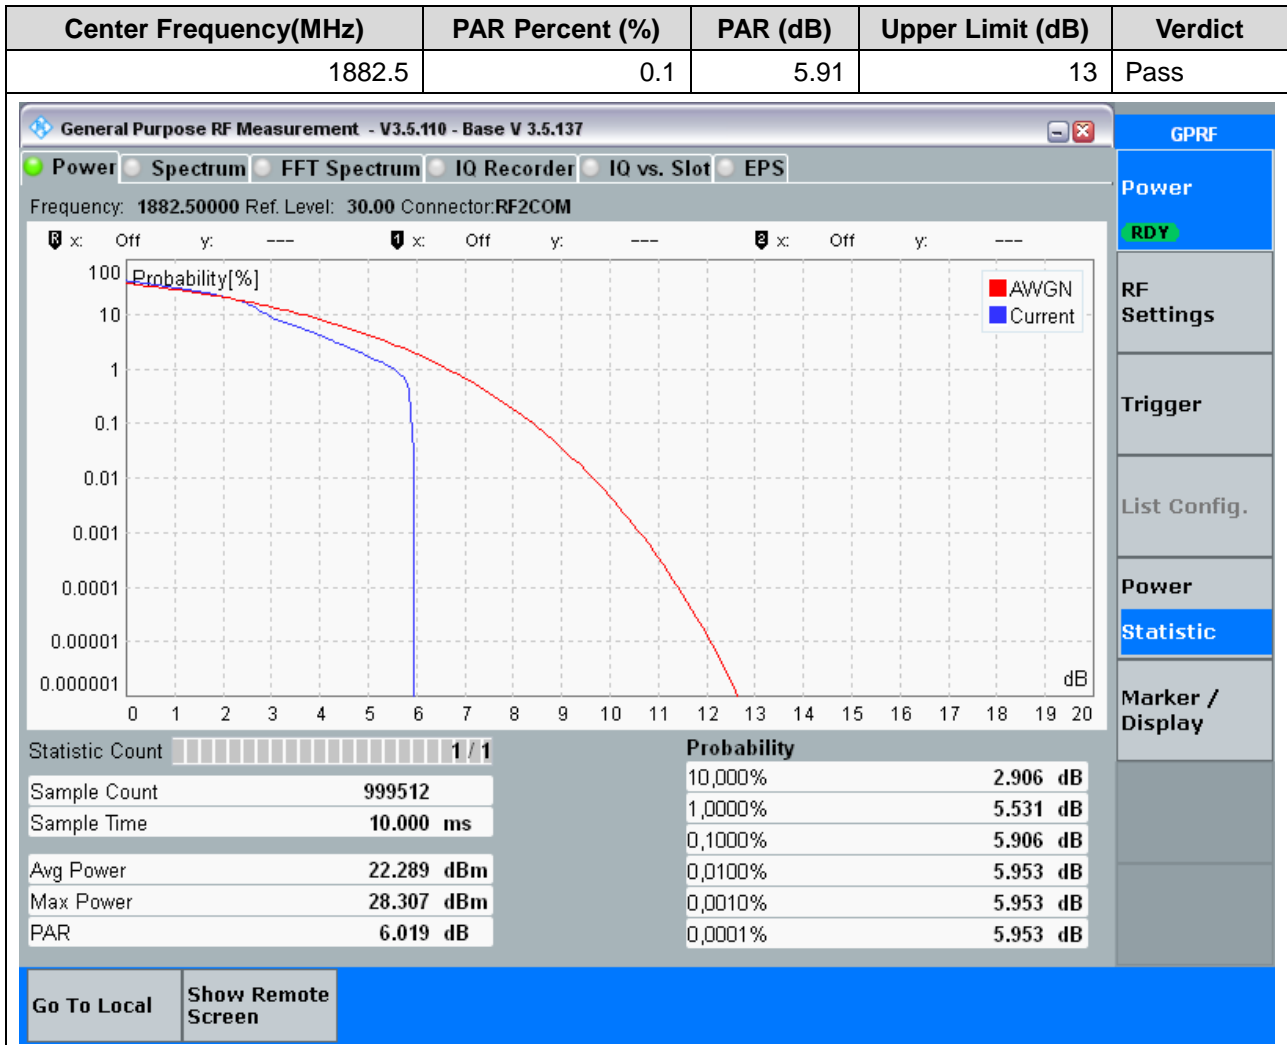 Center Frequency(MHz) PAR Percent (%) PAR (dB) Upper Limit (dB) Verdict
1882.5 0.1 5.91 13 Pass
General Purpose RF Measurement - V3.5.110 - Base V 3.5.137
GPRF
Power Spectrum FFT Spectrum IQ Recorder IQ vs. Slot EPS
Frequency: 1882.50000 Ref. Level: 30.00 Connector:RF2COM
R x: Off y: --- 1 x: Off y: --- 2 x: Off y: ---
Probability[%]
100
10
1
0.1
0.01
0.001
0.0001
0.00001
0.000001
AWGN
Current
dB
0 1 2 3 4 5 6 7 8 9 10 11 12 13 14 15 16 17 18 19 20
Statistic Count 1 / 1
Sample Count 999512
Sample Time 10.000 ms
Avg Power 22.289 dBm
Max Power 28.307 dBm
PAR 6.019 dB
Probability
10,000% 2.906 dB
1,0000% 5.531 dB
0,1000% 5.906 dB
0,0100% 5.953 dB
0,0010% 5.953 dB
0,0001% 5.953 dB
Power
RDY
RF
Settings
Trigger
List Config.
Power
Statistic
Marker /
Display
Go To Local
Show Remote
Screen